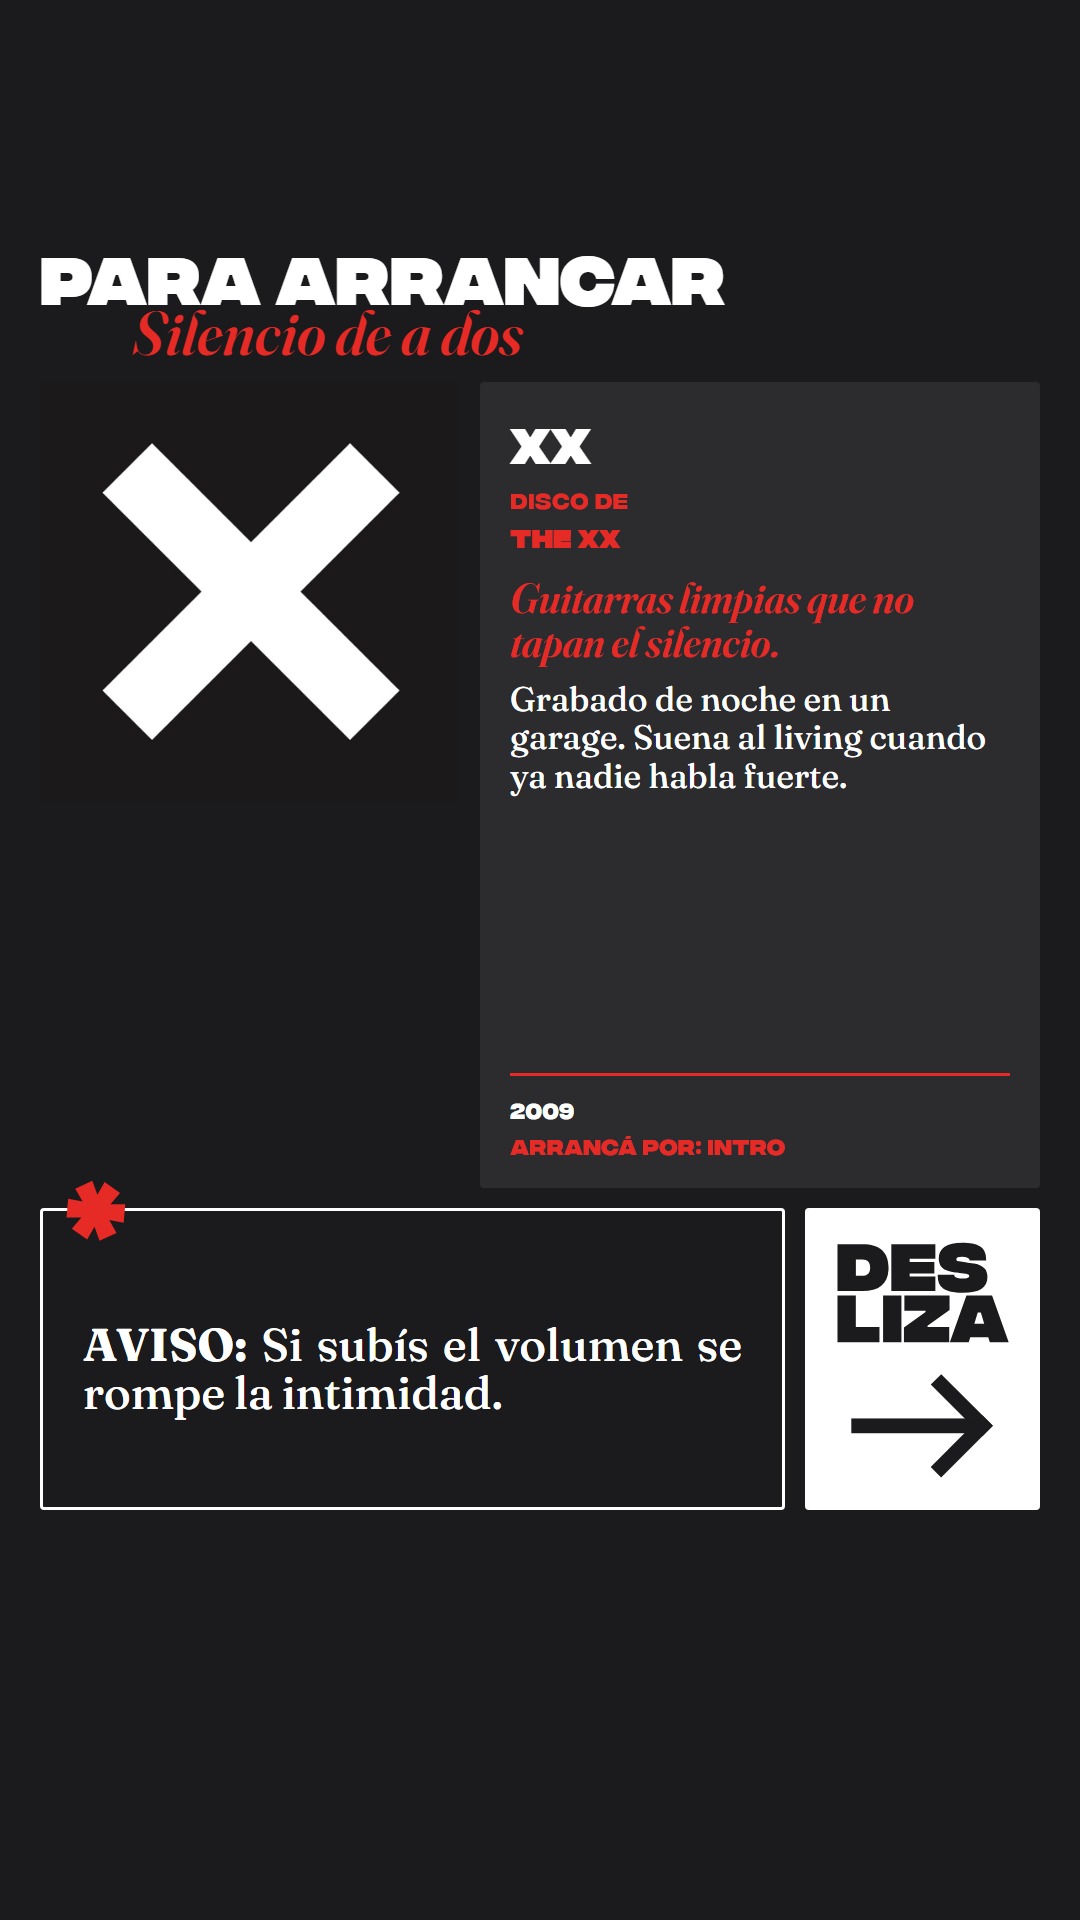 PARA ARRANCAR
Silencio de a dos
XX
DISCO DE
THE XX
Guitarras limpias que no
tapan el silencio.
Grabado de noche en un
garage. Suena al living cuando
ya nadie habla fuerte.
2009
ARRANCÁ POR: INTRO
AVISO: Si subís el volumen se
rompe la intimidad.
DES
LIZA